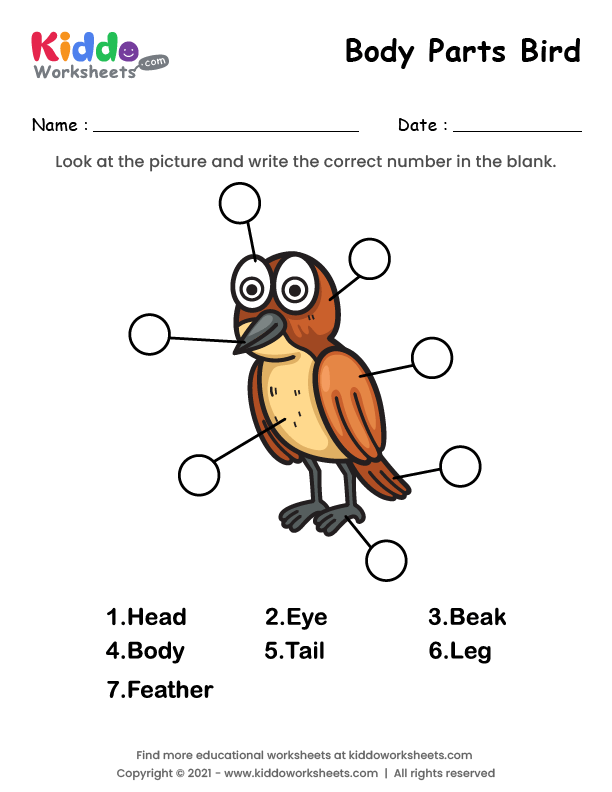 Kiddo
Worksheets.com
Body Parts Bird
Name : Date :
Look at the picture and write the correct number in the blank.
1.Head 2.Eye 3.Beak
4.Body 5.Tail 6.Leg
7.Feather
Find more educational worksheets at kiddoworksheets.com
Copyright © 2021 - www.kiddoworksheets.com | All rights reserved